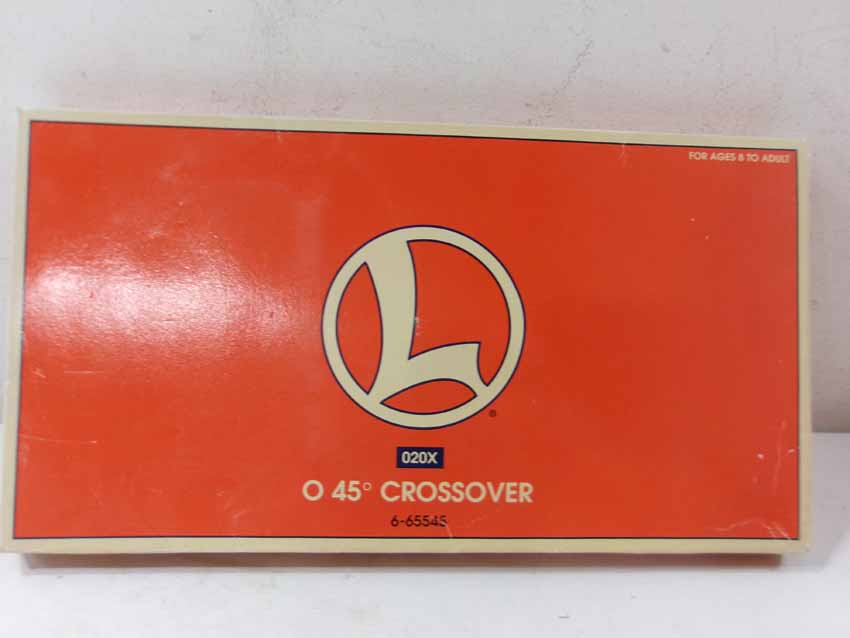 FOR AGES 8 TO ADULT
L
®
020X
O 45° CROSSOVER
6-65545